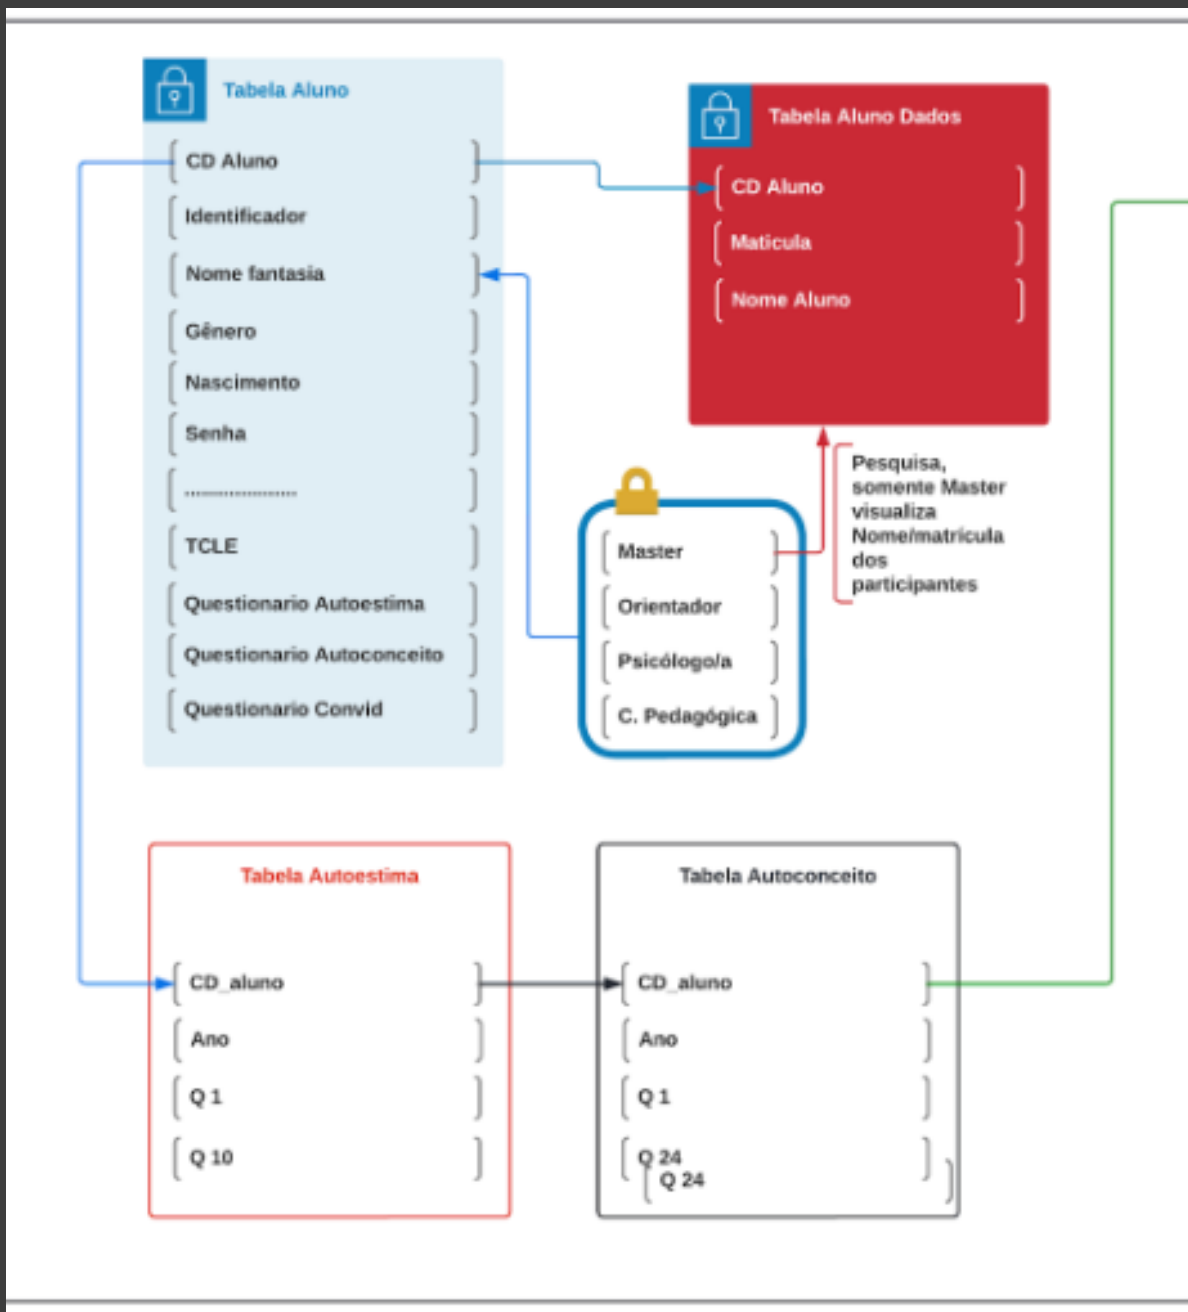 Tabela Aluno
CD Aluno
Identificador
Nome fantasia
Gênero
Nascimento
Senha
......................
TCLE
Questionario Autoestima
Questionario Autoconceito
Questionario Convid
Tabela Aluno Dados
CD Aluno
Maticula
Nome Aluno
Master
Orientador
Psicólogo/a
C. Pedagógica
Pesquisa,
somente Master
visualiza
Nome/matrícula
dos
participantes
Tabela Autoestima
CD_aluno
Ano
Q 1
Q 10
Tabela Autoconceito
CD_aluno
Ano
Q 1
Q 24
Q 24